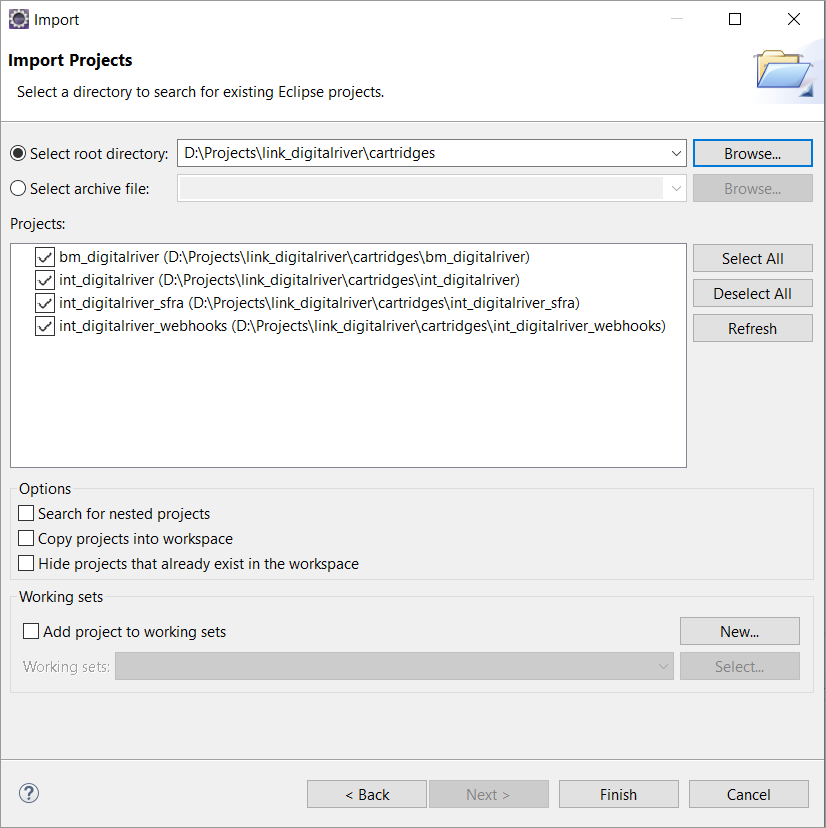 Import
Import Projects
Select a directory to search for existing Eclipse projects.
Select root directory: D:\Projects\link_digitalriver\cartridges Browse...
Select archive file: Browse...
Projects:
bm_digitalriver (D:\Projects\link_digitalriver\cartridges\bm_digitalriver) Select All
int_digitalriver (D:\Projects\link_digitalriver\cartridges\int_digitalriver)
Deselect All
int_digitalriver_sfra (D:\Projects\link_digitalriver\cartridges\int_digitalriver_sfra)
int_digitalriver_webhooks (D:\Projects\link_digitalriver\cartridges\int_digitalriver_webhooks) Refresh
Options
Search for nested projects
Copy projects into workspace
Hide projects that already exist in the workspace
Working sets
Add project to working sets New...
Working sets: Select...
? < Back Next > Finish Cancel